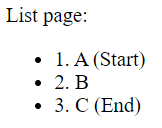 List page:
• 1. A (Start)
• 2. B
• 3. C (End)